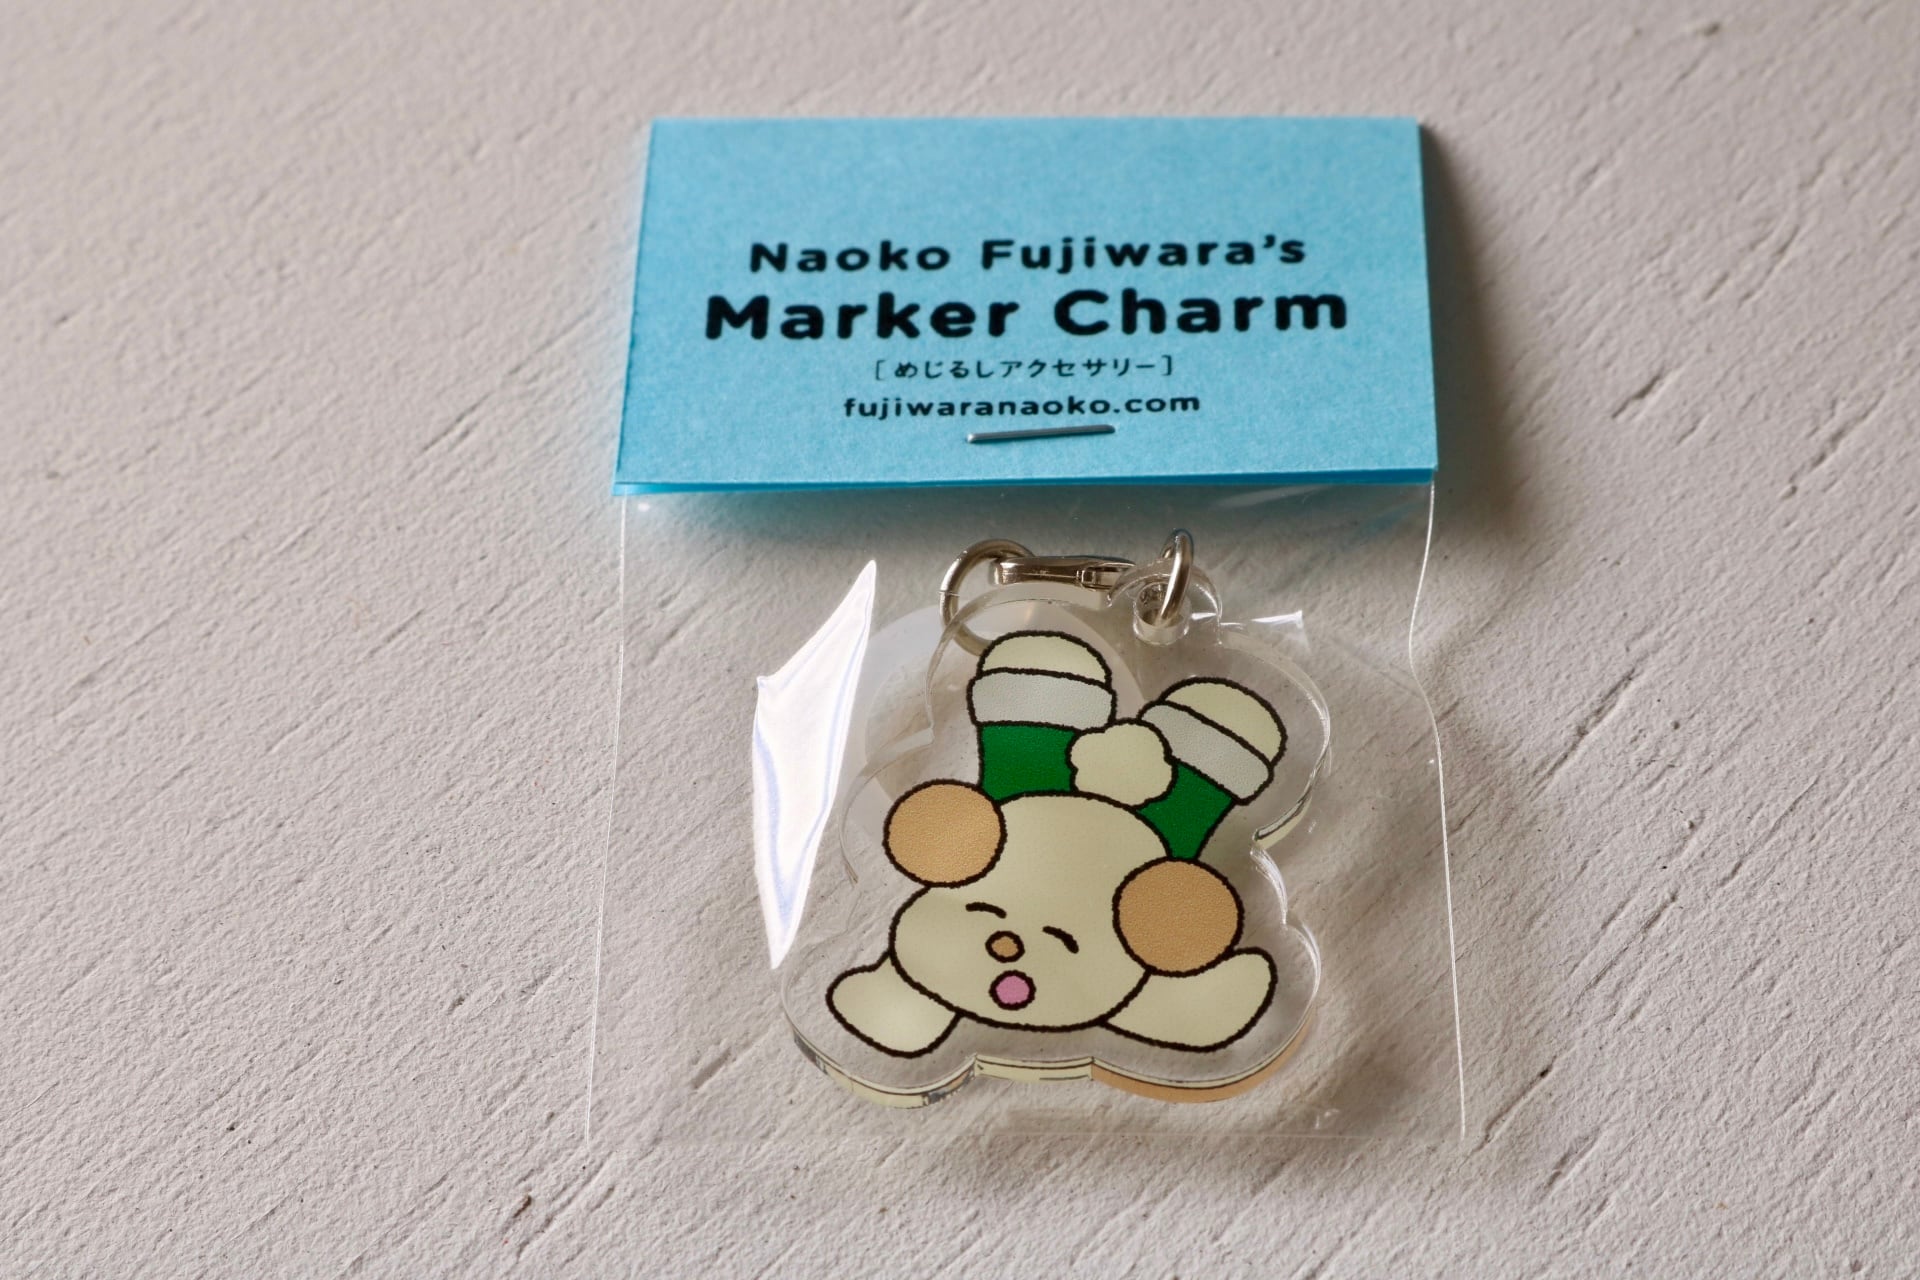 Naoko Fujiwara's
Marker Charm
[めじるしアクセサリー]
fujiwaranaoko.com